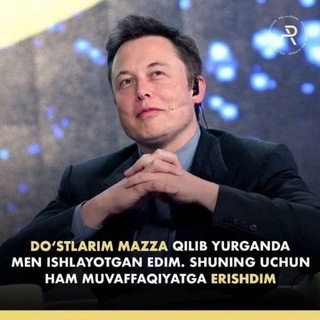 DO‘STLARIM MAZZA QILIB YURGANDA
MEN ISHLAYOTGAN EDIM. SHUNING UCHUN
HAM MUVAFFAQIYATGA ERISHDIM